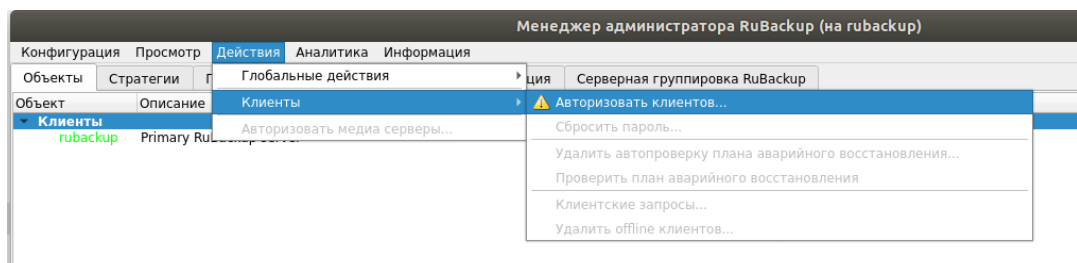 Менеджер администратора RuBackup (на rubackup)
Конфигурация Просмотр Действия Аналитика Информация
Объекты Стратегии Глобальные действия Серверная группировка RuBackup
Объект Описание Клиенты Авторизовать клиентов...
Клиенты Авторизовать медиа серверы... Сбросить пароль...
rubackup Primary
Удалить автопроверку плана аварийного восстановления...
Проверить план аварийного восстановления
Клиентские запросы...
Удалить offline клиентов...